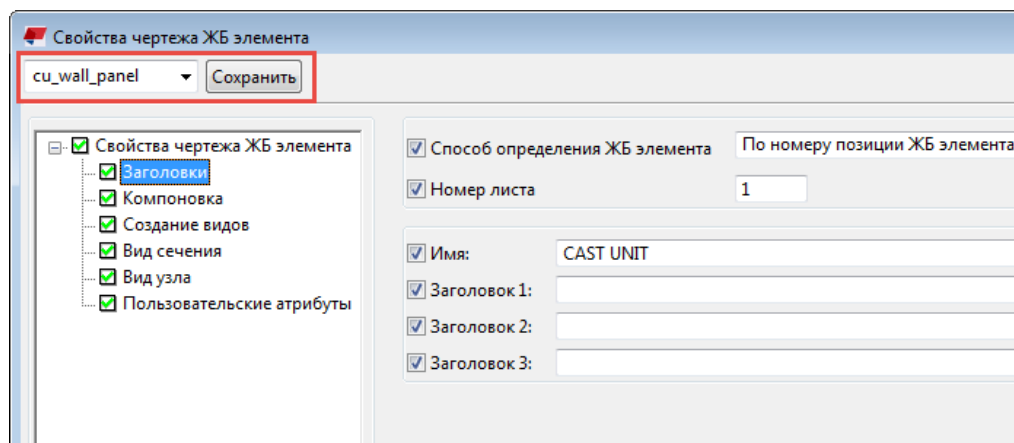 Свойства чертежа ЖБ элемента
cu_wall_panel Сохранить
Свойства чертежа ЖБ элемента
Заголовки
Компоновка
Создание видов
Вид сечения
Вид узла
Пользовательские атрибуты
Способ определения ЖБ элемента По номеру позиции ЖБ элемента
Номер листа 1
Имя: CAST UNIT
Заголовок 1:
Заголовок 2:
Заголовок 3: